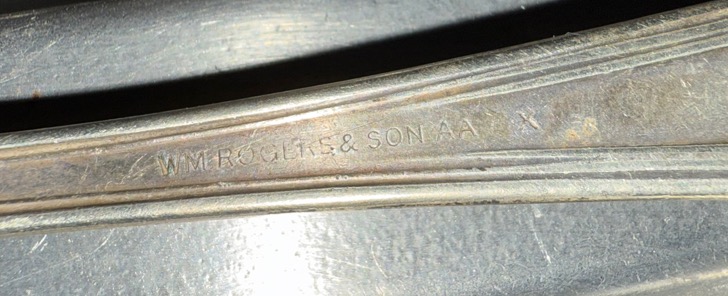 WM ROGERS & SON AA X